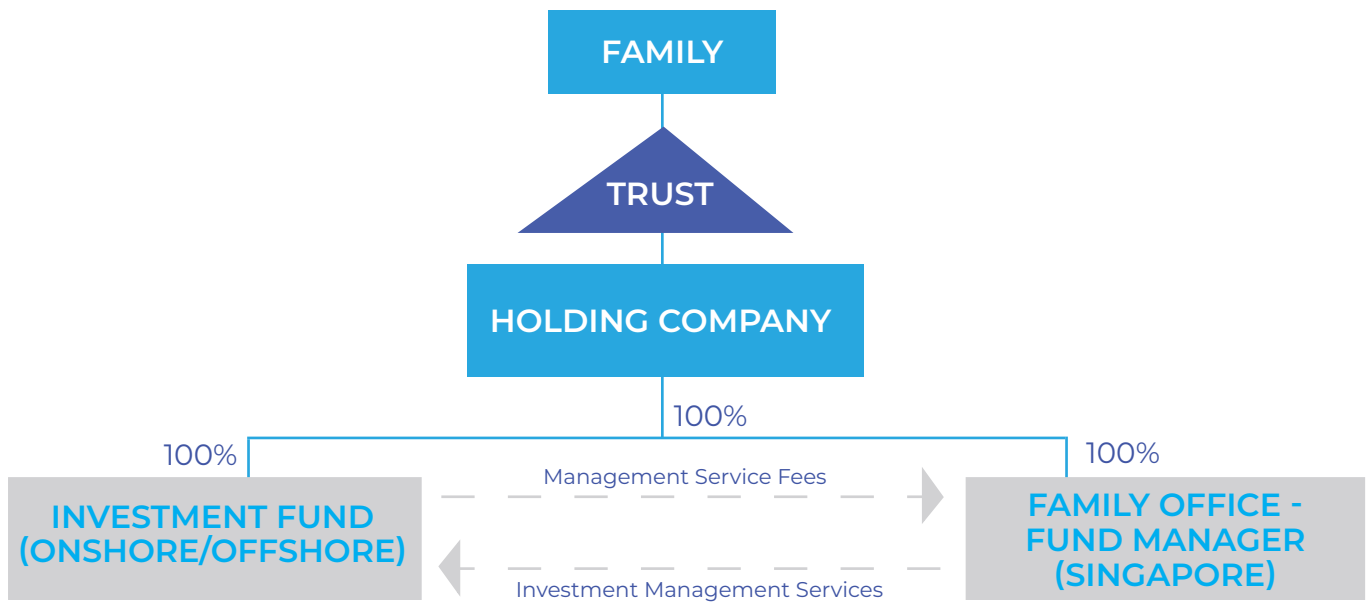 FAMILY
TRUST
HOLDING COMPANY
100%
100%
100%
Management Service Fees
INVESTMENT FUND
(ONSHORE/OFFSHORE)
FAMILY OFFICE -
FUND MANAGER
(SINGAPORE)
Investment Management Services